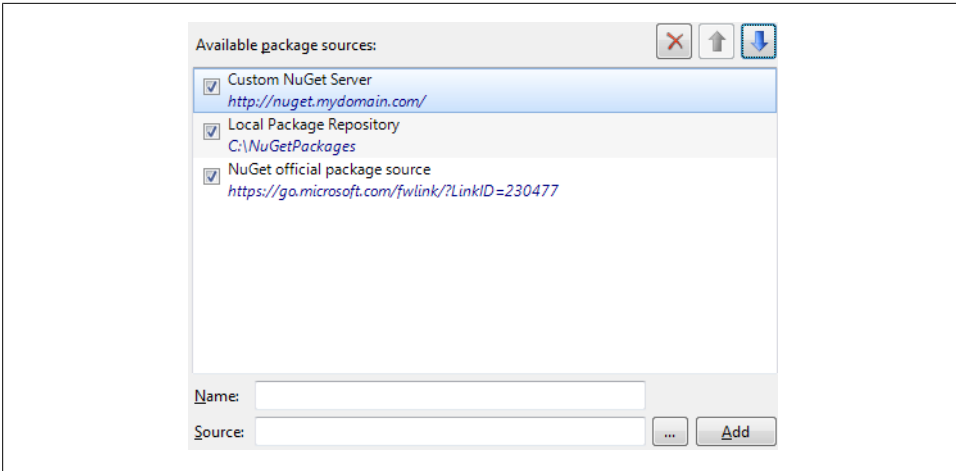 Available package sources:
Custom NuGet Server
http://nuget.mydomain.com/
Local Package Repository
C:\NuGetPackages
NuGet official package source
https://go.microsoft.com/fwlink/?LinkID=230477
Name:
Source:
... Add